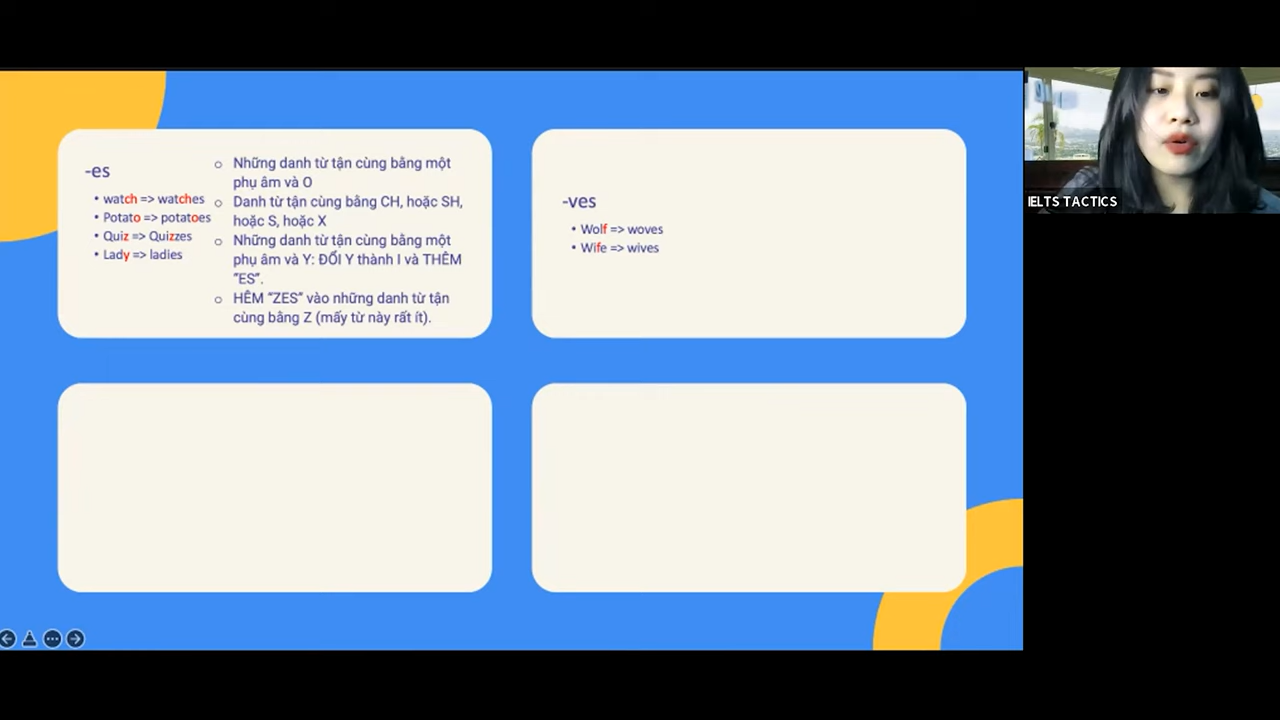 -es
• watch => watches
• Potato => potatoes
• Quiz => Quizzes
• Lady => ladies
o Những danh từ tận cùng bằng một
phụ âm và O
o Danh từ tận cùng bằng CH, hoặc SH,
hoặc S, hoặc X
o Những danh từ tận cùng bằng một
phụ âm và Y: ĐỔI Y thành I và THÊM
"ES".
o HÊM "ZES" vào những danh từ tận
cùng bằng Z (mấy từ này rất ít).
-ves
• Wolf => woves
• Wife => wives
IELTS TACTICS